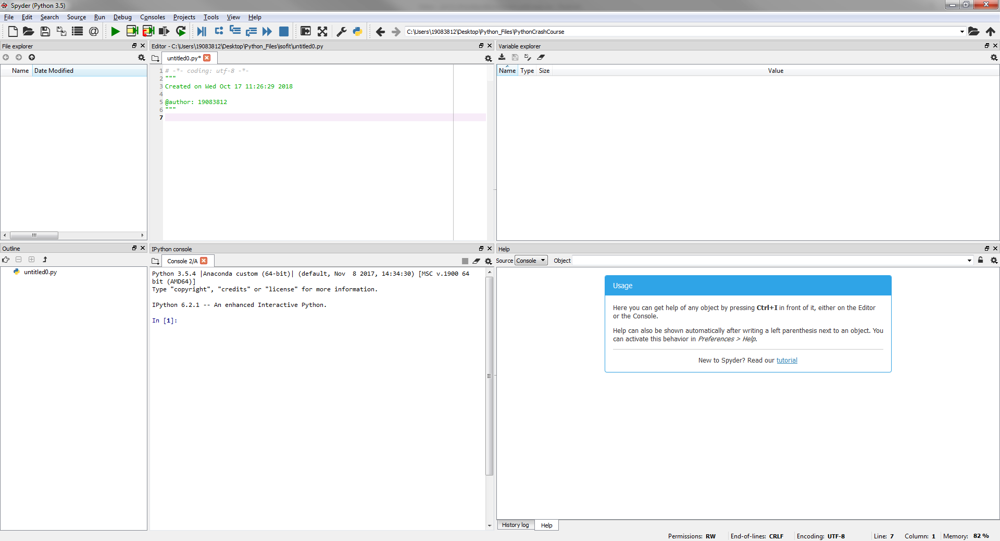 Spyder (Python 3.5)
File Edit Search Source Run Debug Consoles Projects Tools View Help
C:\Users\19083812\Desktop\Python_Files\PythonCrashCourse
File explorer
Name Date Modified
Editor - C:\Users\19083812\Desktop\Python_Files\isofit\untitled0.py
untitled0.py*
1 # -*- coding: utf-8 -*-
2 """
3 Created on Wed Oct 17 11:26:29 2018
4
5 @author: 19083812
6 """
7
Variable explorer
Name Type Size Value
Outline
untitled0.py
IPython console
Console 2/A
Python 3.5.4 |Anaconda custom (64-bit)| (default, Nov  8 2017, 14:34:30) [MSC v.1900 64
bit (AMD64)]
Type "copyright", "credits" or "license" for more information.
IPython 6.2.1 -- An enhanced Interactive Python.
In [1]:
Help
Source Console Object
Usage
Here you can get help of any object by pressing Ctrl+I in front of it, either on the Editor
or the Console.
Help can also be shown automatically after writing a left parenthesis next to an object. You
can activate this behavior in Preferences > Help.
New to Spyder? Read our tutorial
History log Help
Permissions: RW End-of-lines: CRLF Encoding: UTF-8 Line: 7 Column: 1 Memory: 82 %